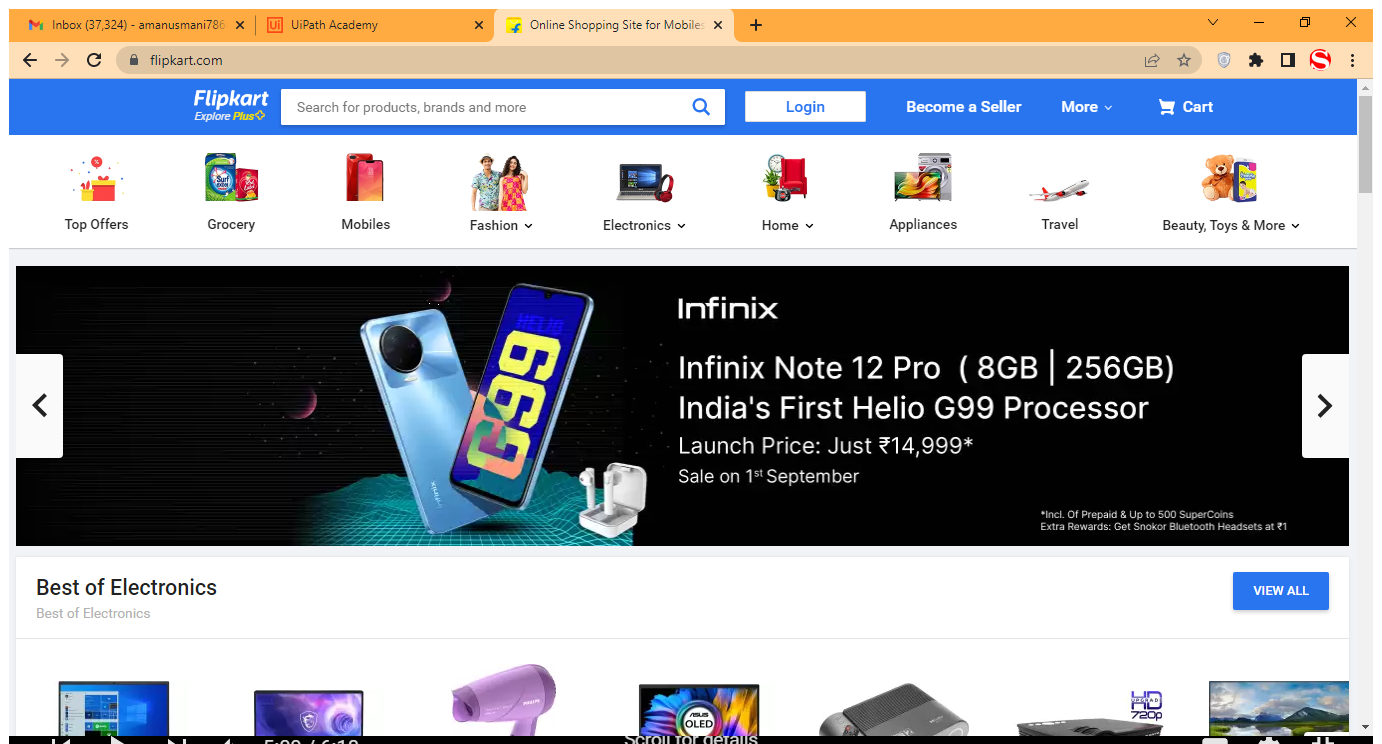 Inbox (37,324) - amanusmani786
UiPath Academy
Online Shopping Site for Mobiles
flipkart.com
Flipkart
Explore Plus
Search for products, brands and more
Login
Become a Seller
More
Cart
Top Offers
Grocery
Mobiles
Fashion
Electronics
Home
Appliances
Travel
Beauty, Toys & More
Infinix
Infinix Note 12 Pro ( 8GB | 256GB)
India's First Helio G99 Processor
Launch Price: Just ₹14,999*
Sale on 1st September
*Incl. Of Prepaid & Up to 500 SuperCoins
Extra Rewards: Get Snokor Bluetooth Headsets at ₹1
Best of Electronics
Best of Electronics
VIEW ALL
ASUS
OLED
HD
720p
Scroll for details